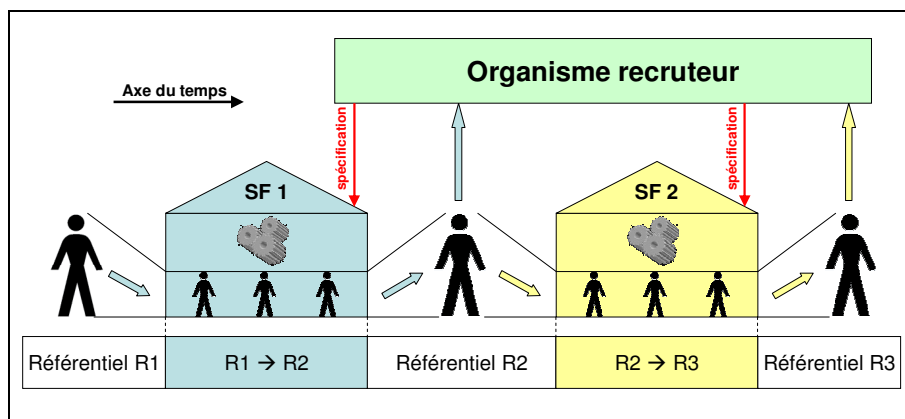 Organisme recruteur
Axe du temps
spécification
spécification
SF 1
SF 2
Référentiel R1
R1 → R2
Référentiel R2
R2 → R3
Référentiel R3